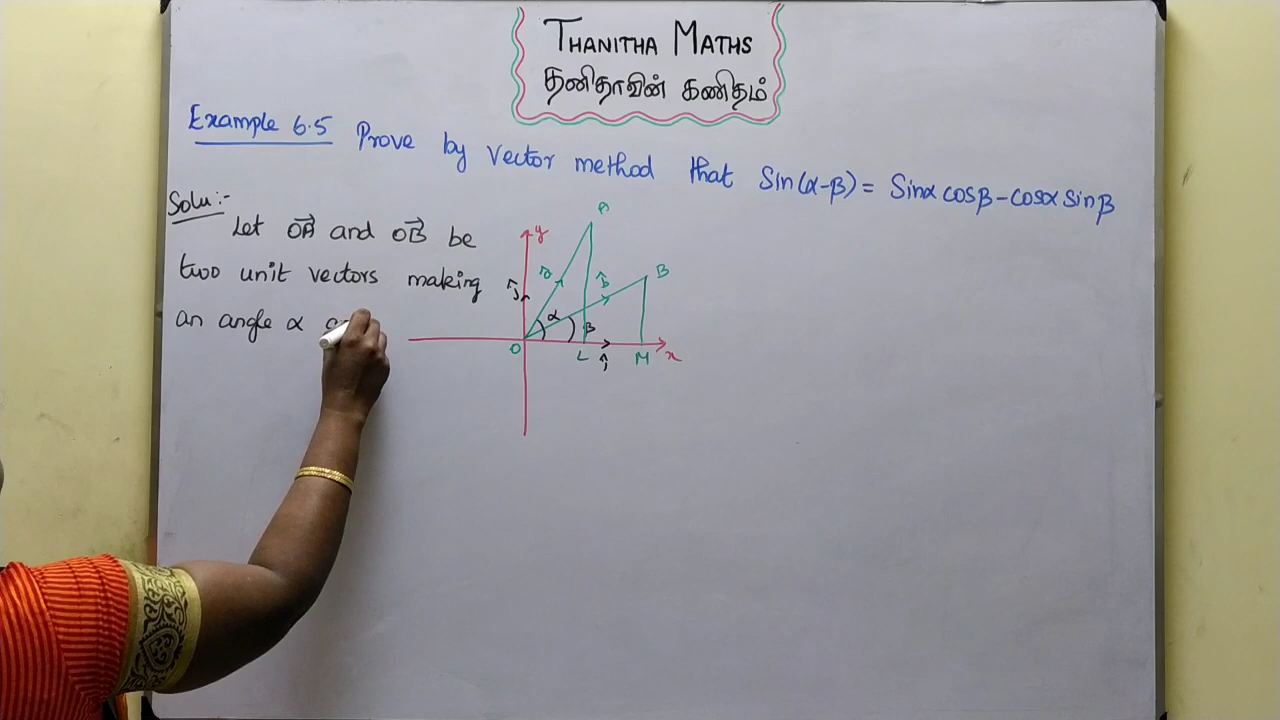 THANITHA MATHS
தனிதாவின் கணிதம்
Example 6.5 Prove by vector method that Sin(α-β) = Sinα cosβ - cosα sinβ
Solu:-
Let OA⃗ and OB⃗ be
two unit vectors making
an angle α
A
y
â
b̂
B
ĵ
α
β
O
L
î
M
x